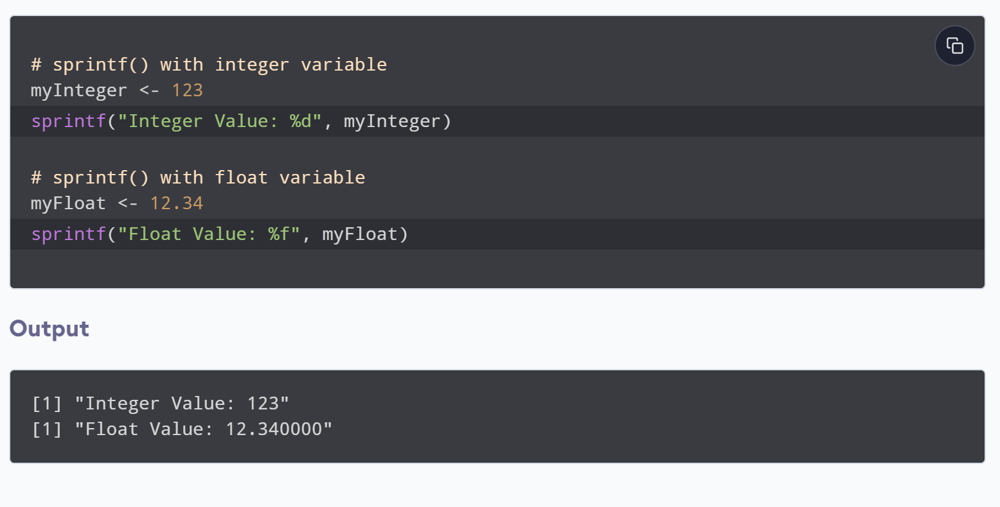 # sprintf() with integer variable
myInteger <- 123
sprintf("Integer Value: %d", myInteger)
# sprintf() with float variable
myFloat <- 12.34
sprintf("Float Value: %f", myFloat)
Output
[1] "Integer Value: 123"
[1] "Float Value: 12.340000"